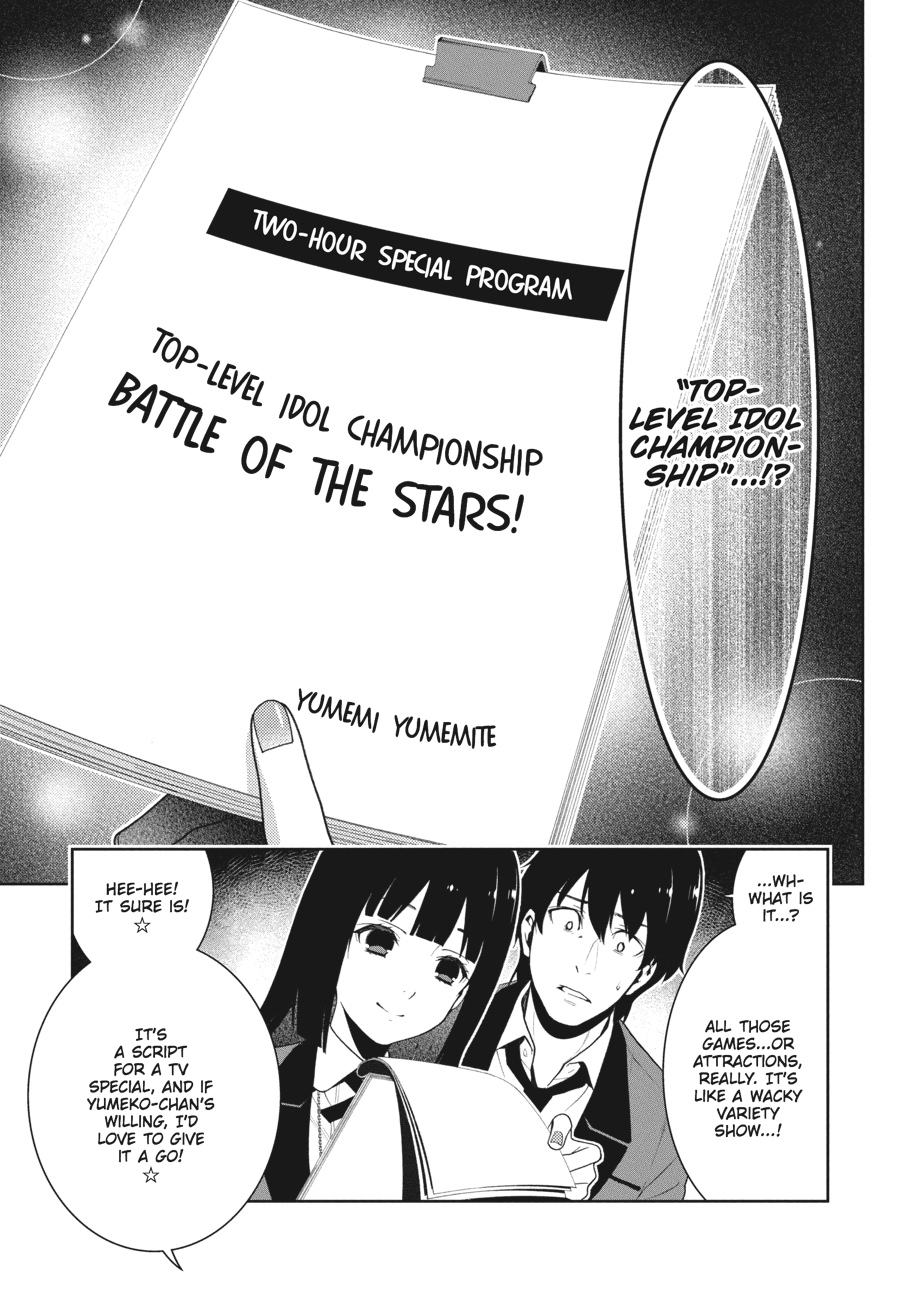 "TOP-
LEVEL IDOL
CHAMPION-
SHIP"...!?
TWO-HOUR SPECIAL PROGRAM
TOP-LEVEL IDOL CHAMPIONSHIP
BATTLE OF THE STARS!
YUMEMI YUMEMITE
...WH-
WHAT IS
IT...?
ALL THOSE
GAMES...OR
ATTRACTIONS,
REALLY. IT'S
LIKE A WACKY
VARIETY
SHOW...!
HEE-HEE!
IT SURE IS!
☆
IT'S
A SCRIPT
FOR A TV
SPECIAL, AND IF
YUMEKO-CHAN'S
WILLING, I'D
LOVE TO GIVE
IT A GO!
☆